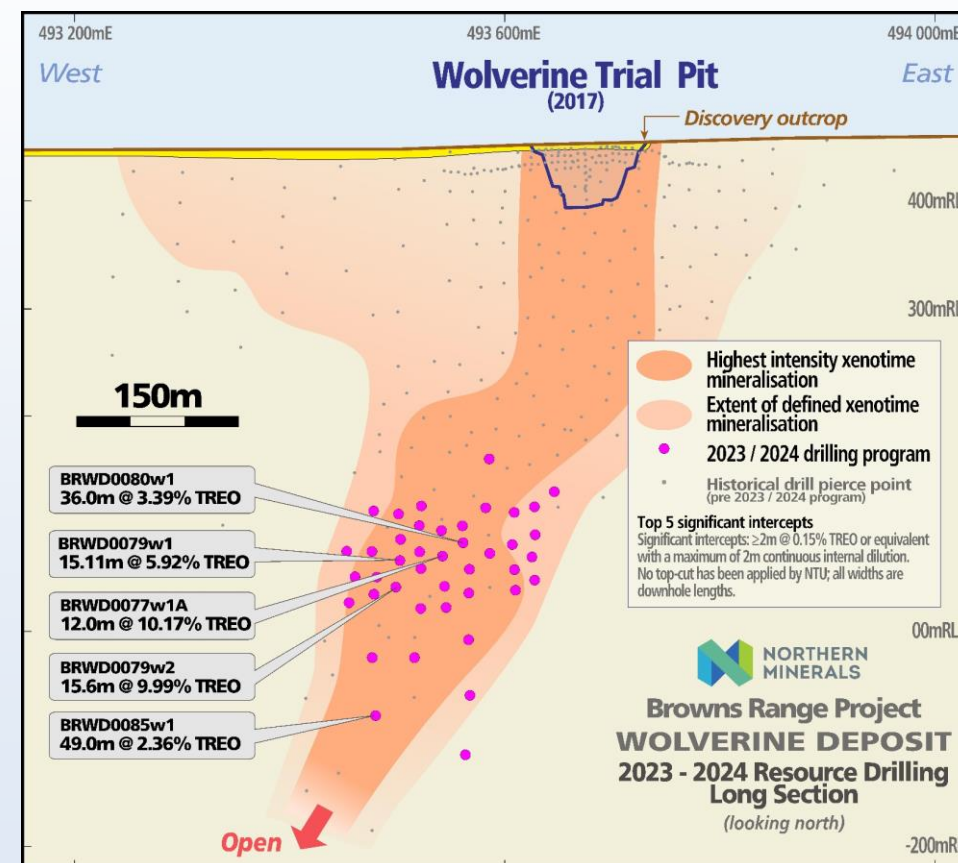 493 200mE
493 600mE
494 000mE
West
Wolverine Trial Pit
(2017)
East
Discovery outcrop
400mRL
300mRL
Highest intensity xenotime
mineralisation
Extent of defined xenotime
mineralisation
2023 / 2024 drilling program
Historical drill pierce point
(pre 2023 / 2024 program)
Top 5 significant intercepts
Significant intercepts: ≥2m @ 0.15% TREO or equivalent
with a maximum of 2m continuous internal dilution.
No top-cut has been applied by NTU; all widths are
downhole lengths.
150m
BRWD0080w1
36.0m @ 3.39% TREO
BRWD0079w1
15.11m @ 5.92% TREO
BRWD0077w1A
12.0m @ 10.17% TREO
BRWD0079w2
15.6m @ 9.99% TREO
BRWD0085w1
49.0m @ 2.36% TREO
00mRL
NORTHERN
MINERALS
Browns Range Project
WOLVERINE DEPOSIT
2023 - 2024 Resource Drilling
Long Section
(looking north)
Open
-200mRL